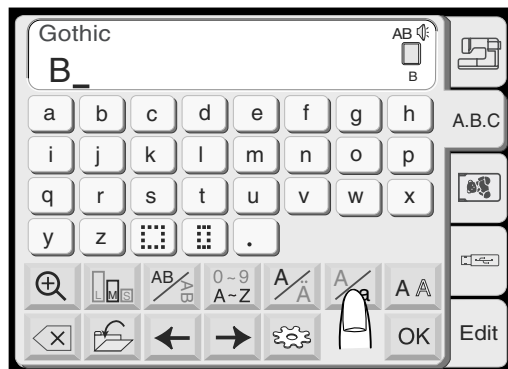 Gothic
AB
B_
B
a b c d e f g h
A.B.C
i j k l m n o p
q r s t u v w x
y z .
L M S
AB AB
0~9 A~Z
A Ä
A a
A A
OK
Edit